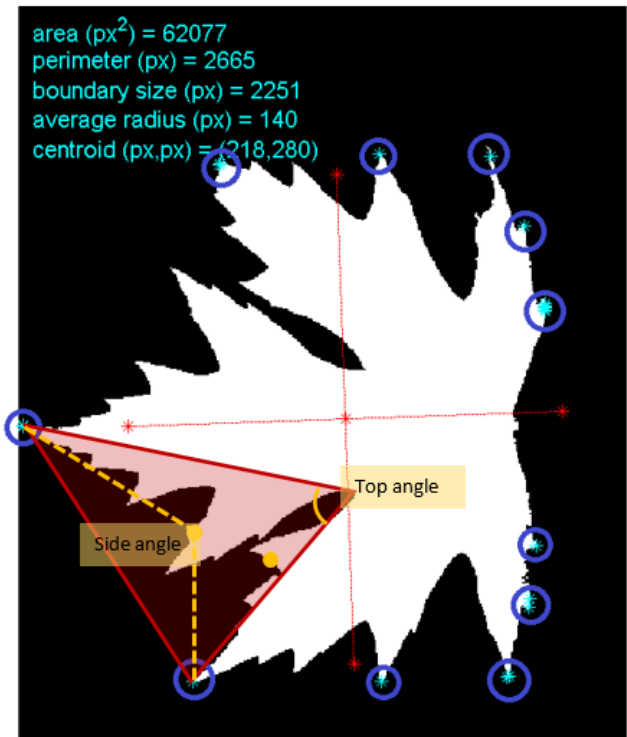 area (px²) = 62077
perimeter (px) = 2665
boundary size (px) = 2251
average radius (px) = 140
centroid (px,px) = (218,280)
Top angle
Side angle